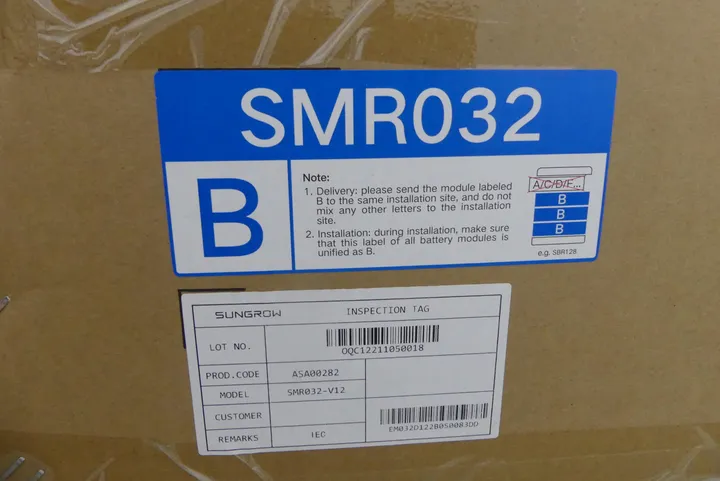 SMR032
B
Note:
1. Delivery: please send the module labeled
B to the same installation site, and do not
mix any other letters to the installation
site.
2. Installation: during installation, make sure
that this label of all battery modules is
unified as B.
A/C/D/E...
B
B
B
e.g. SBR128
SUNGROW
INSPECTION TAG
LOT NO.
OQC12211050018
PROD.CODE
A5A00282
MODEL
SMR032-V12
CUSTOMER
REMARKS
IEC
EM032D122B050083DD